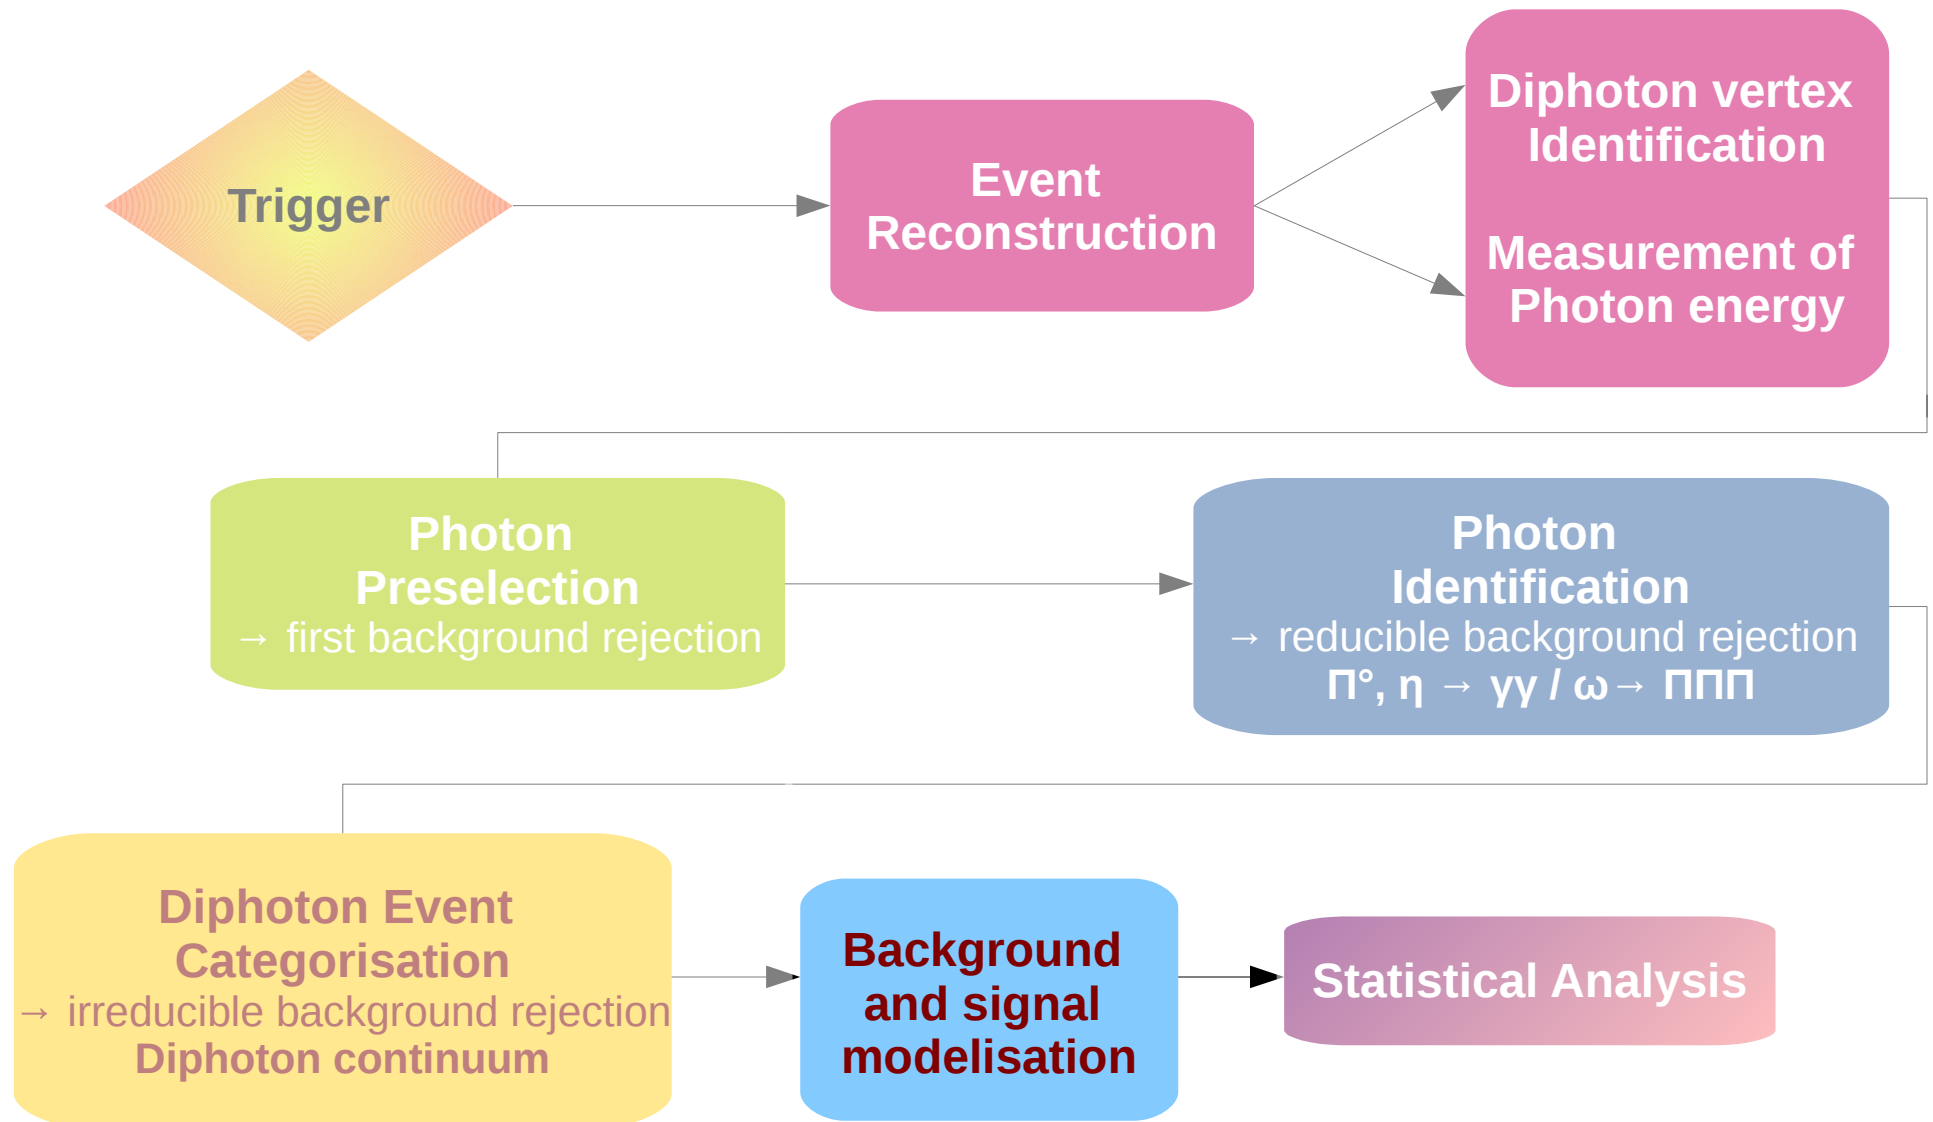 Trigger
Event
Reconstruction
Diphoton vertex
Identification
Measurement of
Photon energy
Photon
Preselection
→ first background rejection
Photon
Identification
→ reducible background rejection
Π°, η → γγ / ω→ ΠΠΠ
Diphoton Event
Categorisation
→ irreducible background rejection
Diphoton continuum
Background
and signal
modelisation
Statistical Analysis